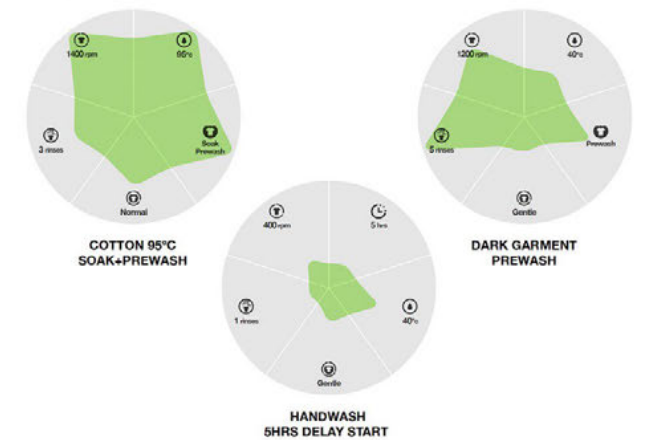 1400 rpm
95°c
3 rinses
Soak
Prewash
Normal
COTTON 95°C
SOAK+PREWASH
1200 rpm
40°c
5 rinses
Prewash
Gentle
DARK GARMENT
PREWASH
400 rpm
5 hrs
1 rinses
40°c
Gentle
HANDWASH
5HRS DELAY START